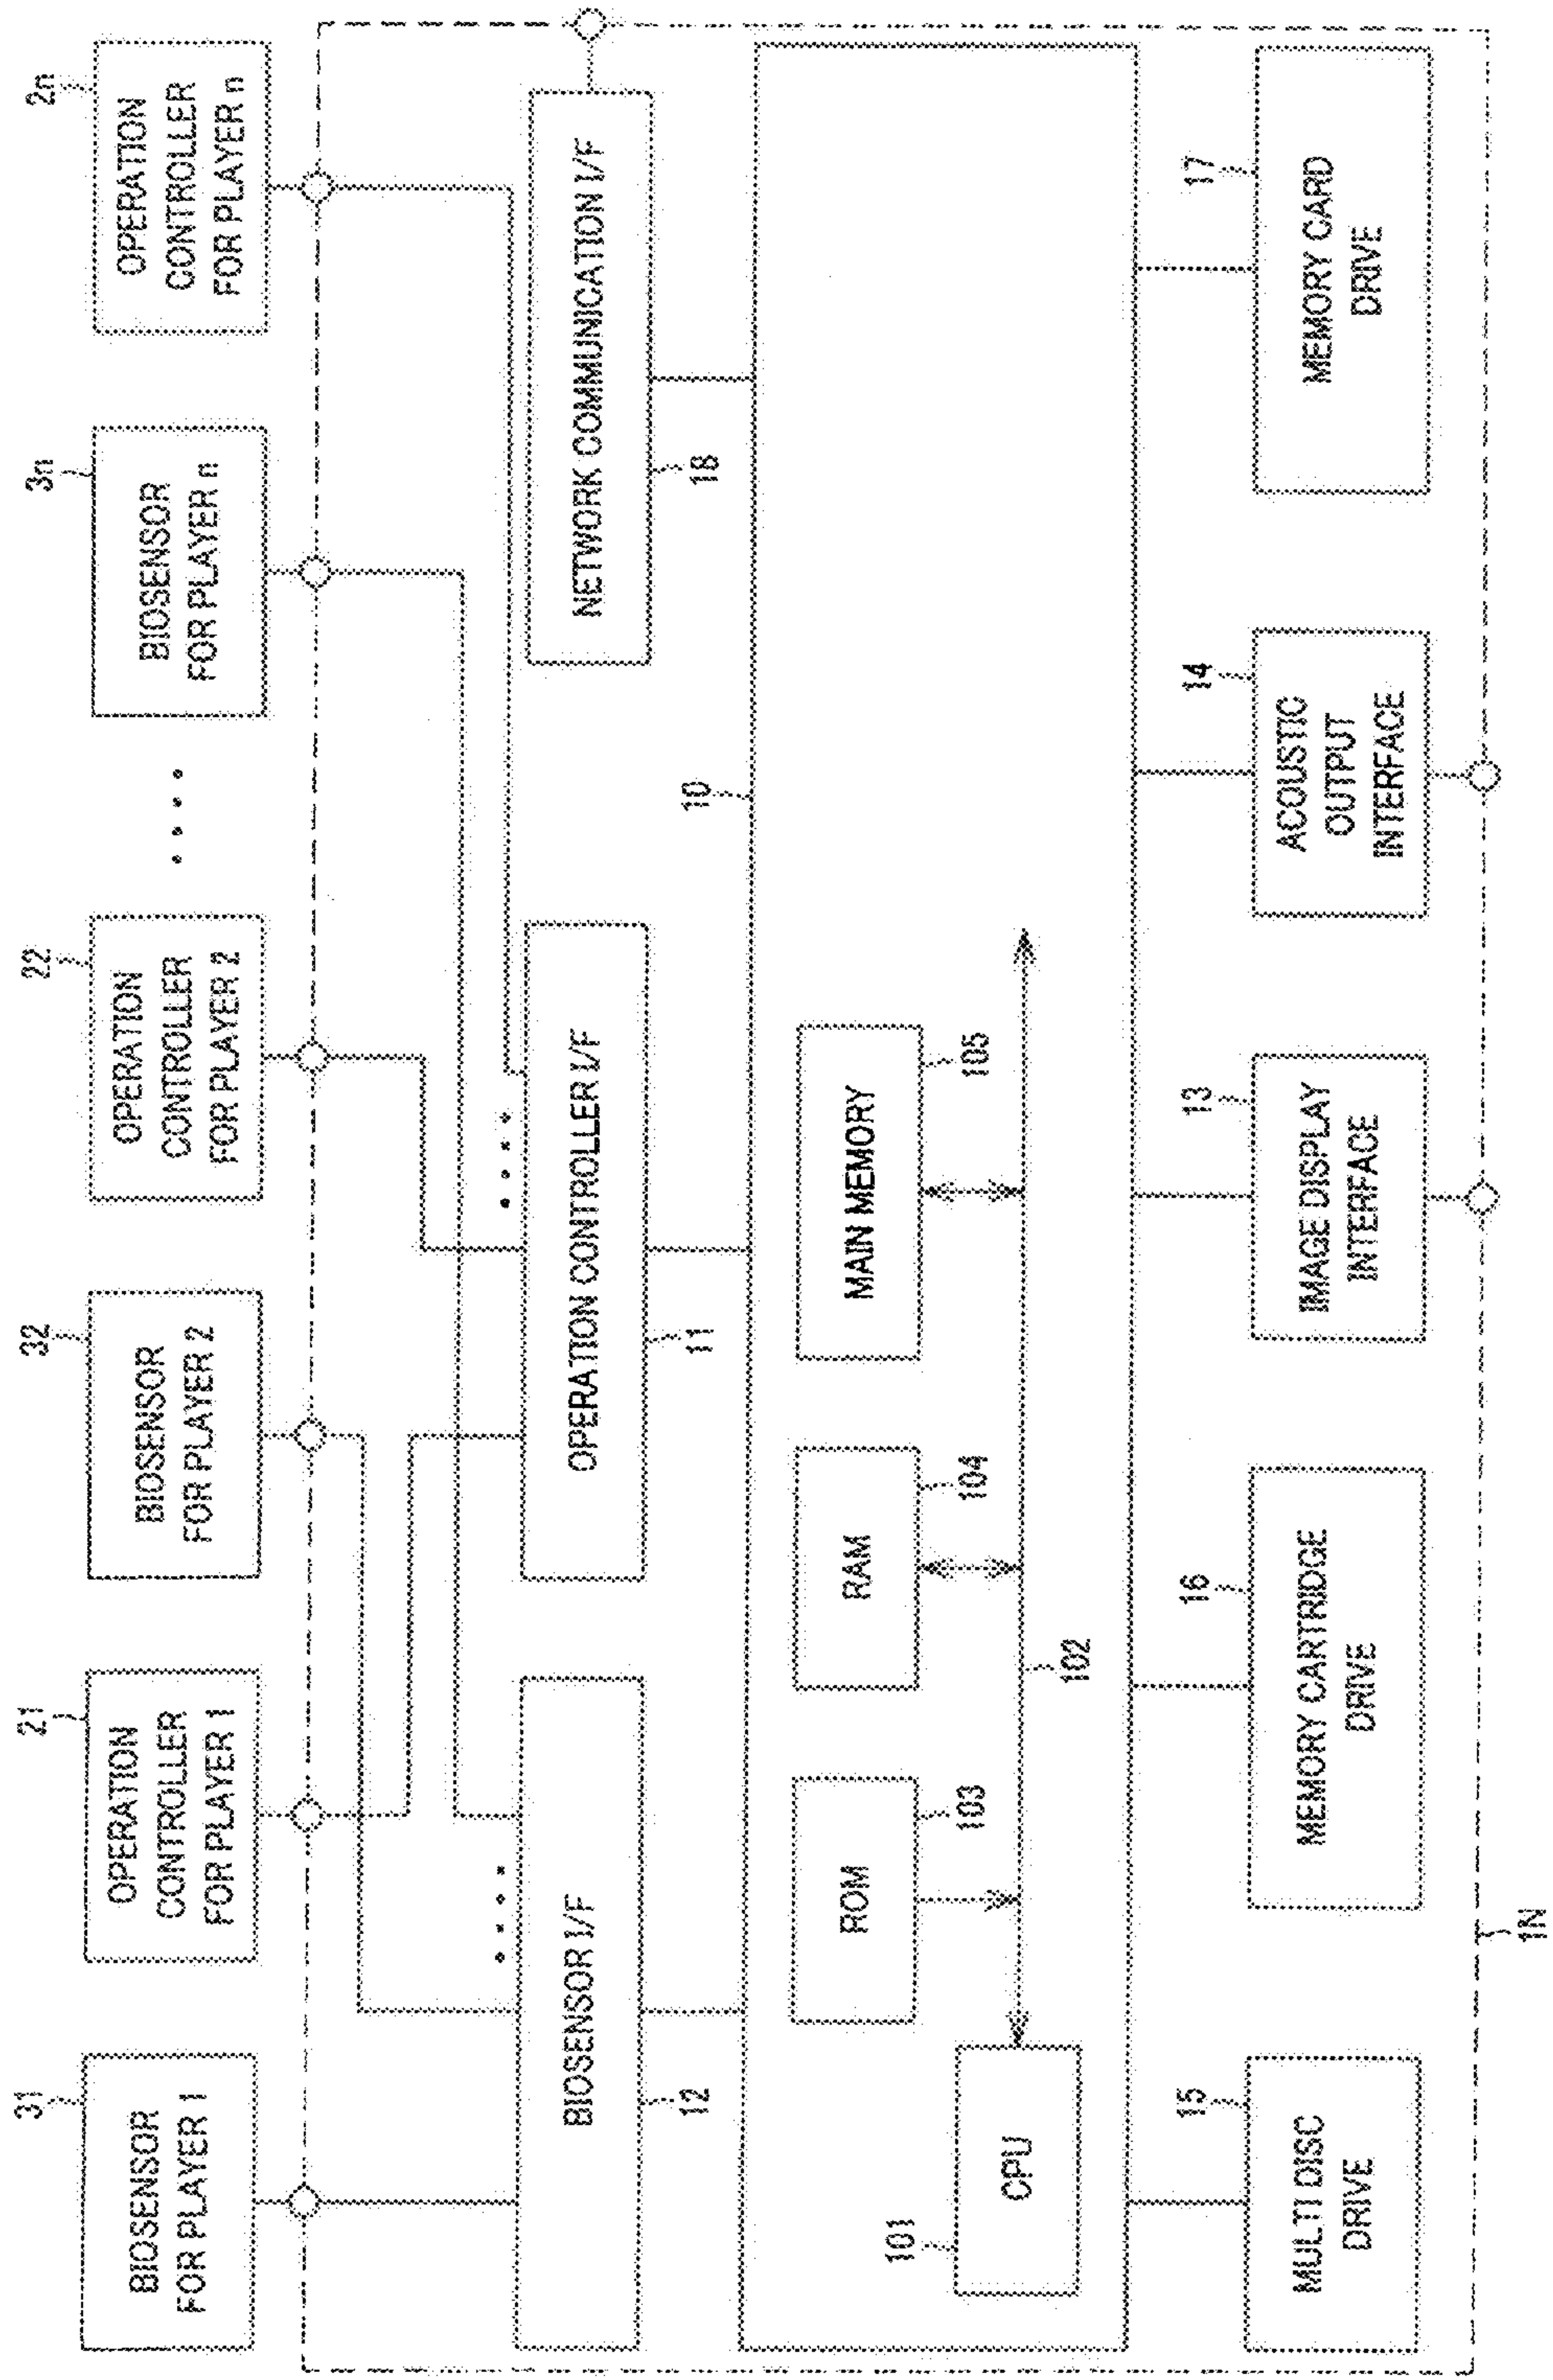 31
BIOSENSOR
FOR PLAYER 1
21
OPERATION
CONTROLLER
FOR PLAYER 1
32
BIOSENSOR
FOR PLAYER 2
22
OPERATION
CONTROLLER
FOR PLAYER 2
. . . .
3n
BIOSENSOR
FOR PLAYER n
2n
OPERATION
CONTROLLER
FOR PLAYER n
. . . .
BIOSENSOR I/F
12
. . . .
OPERATION CONTROLLER I/F
11
NETWORK COMMUNICATION I/F
18
10
ROM
103
RAM
104
MAIN MEMORY
105
101
CPU
102
15
MULTI DISC
DRIVE
16
MEMORY CARTRIDGE
DRIVE
13
IMAGE DISPLAY
INTERFACE
14
ACOUSTIC
OUTPUT
INTERFACE
17
MEMORY CARD
DRIVE
1N